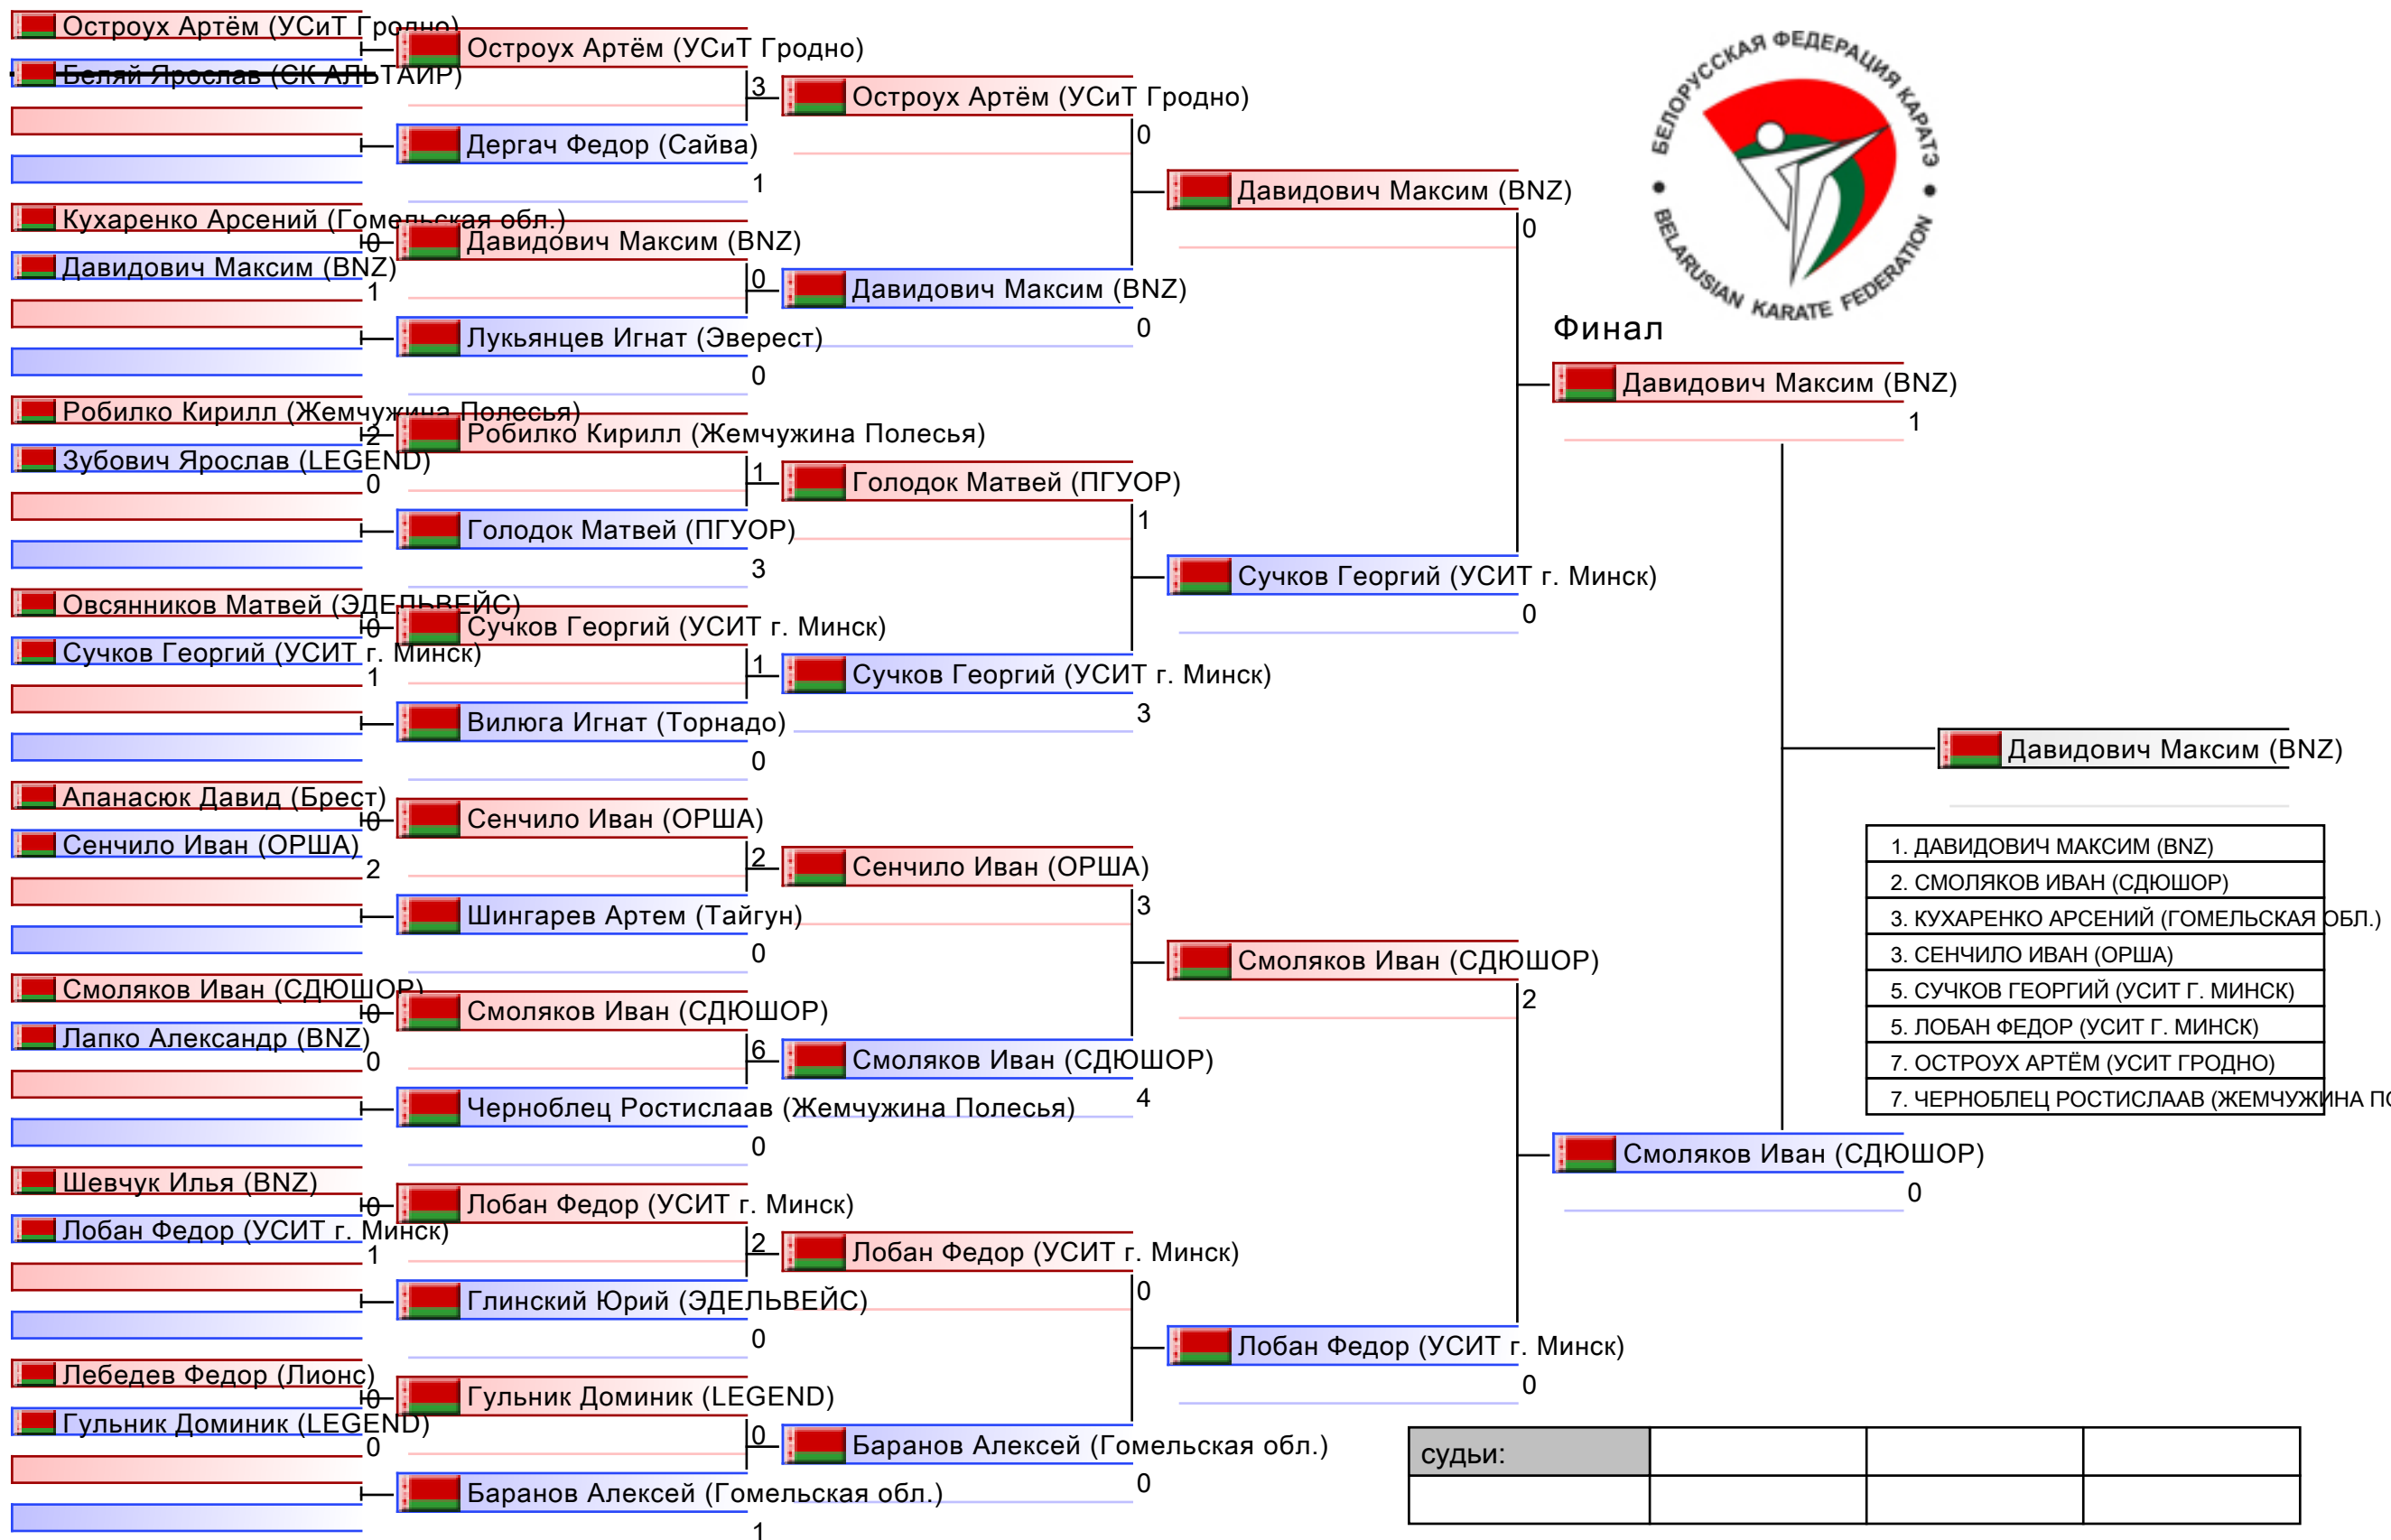 Остроух Артём (УСиТ Гродно)
Беляй Ярослав (СК АЛЬТАИР)
Кухаренко Арсений (Гомельская обл.)
0
Давидович Максим (BNZ)
1
Робилко Кирилл (Жемчужина Полесья)
2
Зубович Ярослав (LEGEND)
0
Овсянников Матвей (ЭДЕЛЬВЕЙС)
0
Сучков Георгий (УСИТ г. Минск)
1
Апанасюк Давид (Брест)
0
Сенчило Иван (ОРША)
2
Смоляков Иван (СДЮШОР)
0
Лапко Александр (BNZ)
0
Шевчук Илья (BNZ)
0
Лобан Федор (УСИТ г. Минск)
1
Лебедев Федор (Лионс)
0
Гульник Доминик (LEGEND)
0
Остроух Артём (УСиТ Гродно)
3
Дергач Федор (Сайва)
1
Давидович Максим (BNZ)
0
Лукьянцев Игнат (Эверест)
0
Робилко Кирилл (Жемчужина Полесья)
1
Голодок Матвей (ПГУОР)
3
Сучков Георгий (УСИТ г. Минск)
1
Вилюга Игнат (Торнадо)
0
Сенчило Иван (ОРША)
2
Шингарев Артем (Тайгун)
0
Смоляков Иван (СДЮШОР)
6
Черноблец Ростислаав (Жемчужина Полесья)
0
Лобан Федор (УСИТ г. Минск)
2
Глинский Юрий (ЭДЕЛЬВЕЙС)
0
Гульник Доминик (LEGEND)
0
Баранов Алексей (Гомельская обл.)
1
Остроух Артём (УСиТ Гродно)
0
Давидович Максим (BNZ)
0
Голодок Матвей (ПГУОР)
1
Сучков Георгий (УСИТ г. Минск)
3
Сенчило Иван (ОРША)
3
Смоляков Иван (СДЮШОР)
4
Лобан Федор (УСИТ г. Минск)
0
Баранов Алексей (Гомельская обл.)
0
Давидович Максим (BNZ)
0
Сучков Георгий (УСИТ г. Минск)
0
Смоляков Иван (СДЮШОР)
2
Лобан Федор (УСИТ г. Минск)
0
БЕЛОРУССКАЯ ФЕДЕРАЦИЯ КАРАТЭ
BELARUSIAN KARATE FEDERATION
Финал
Давидович Максим (BNZ)
1
Смоляков Иван (СДЮШОР)
0
Давидович Максим (BNZ)
1. ДАВИДОВИЧ МАКСИМ (BNZ)
2. СМОЛЯКОВ ИВАН (СДЮШОР)
3. КУХАРЕНКО АРСЕНИЙ (ГОМЕЛЬСКАЯ ОБЛ.)
3. СЕНЧИЛО ИВАН (ОРША)
5. СУЧКОВ ГЕОРГИЙ (УСИТ Г. МИНСК)
5. ЛОБАН ФЕДОР (УСИТ Г. МИНСК)
7. ОСТРОУХ АРТЁМ (УСИТ ГРОДНО)
7. ЧЕРНОБЛЕЦ РОСТИСЛААВ (ЖЕМЧУЖИНА
судьи: